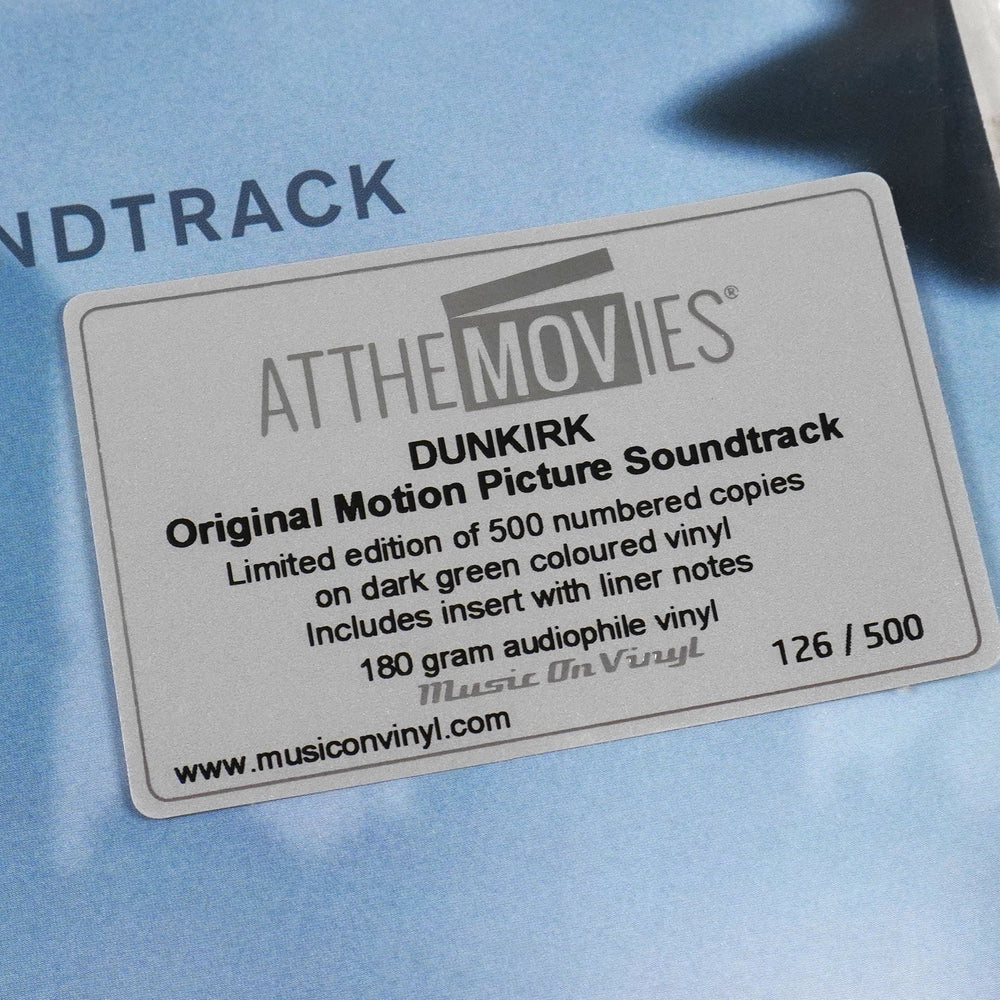 NDTRACK
ATTHEMOVIES®
DUNKIRK
Original Motion Picture Soundtrack
Limited edition of 500 numbered copies
on dark green coloured vinyl
Includes insert with liner notes
180 gram audiophile vinyl
Music On Vinyl
126 / 500
www.musiconvinyl.com